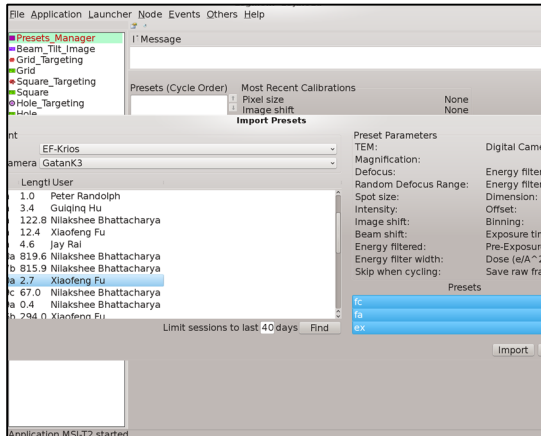 File Application Launcher Node Events Others Help
Presets_Manager
Beam_Tilt_Image
Grid_Targeting
Grid
Square_Targeting
Square
Hole_Targeting
Hole
Message
Presets (Cycle Order)
Most Recent Calibrations
Pixel size None
Image shift None
Import Presets
nt
EF-Krios
amera GatanK3
Lengtl User
1.0 Peter Randolph
3.4 Guiqing Hu
122.8 Nilakshee Bhattacharya
12.4 Xiaofeng Fu
4.6 Jay Rai
a 819.6 Nilakshee Bhattacharya
b 815.9 Nilakshee Bhattacharya
a 2.7 Xiaofeng Fu
c 67.0 Nilakshee Bhattacharya
a 0.4 Nilakshee Bhattacharya
b 294.0 Xiaofeng Fu
Limit sessions to last 40 days Find
Preset Parameters
TEM: Digital Came
Magnification:
Defocus: Energy filter
Random Defocus Range: Energy filter
Spot size: Dimension:
Intensity: Offset:
Image shift: Binning:
Beam shift: Exposure tin
Energy filtered: Pre-Exposur
Energy filter width: Dose (e/A^2
Skip when cycling: Save raw fra
Presets
fc
fa
ex
Import
Application MSI-T2 started